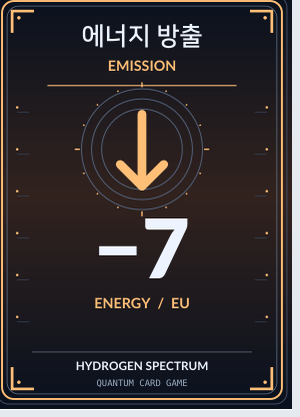 에너지 방출
EMISSION
−7
ENERGY / EU
HYDROGEN SPECTRUM
QUANTUM CARD GAME